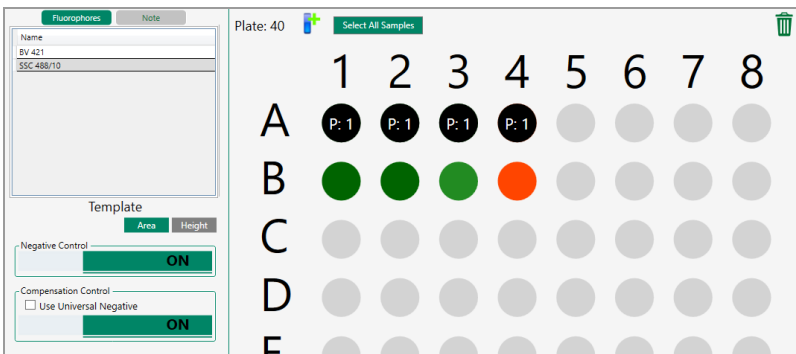 Fluorophores Note
Name
BV 421
SSC 488/10
Template
Area Height
Negative Control
ON
Compensation Control
Use Universal Negative
ON
Plate: 40 Select All Samples
1 2 3 4 5 6 7 8
A P: 1 P: 1 P: 1 P: 1
B
C
D